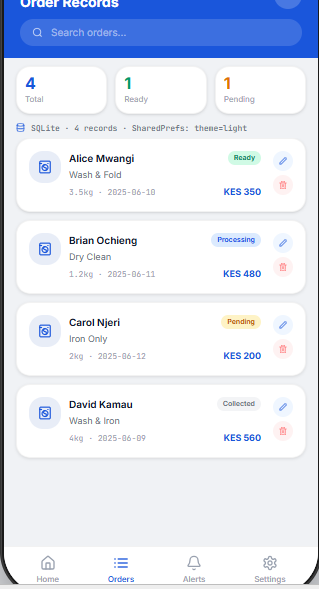 Order Records
Search orders...
4
Total
1
Ready
1
Pending
SQLite · 4 records · SharedPrefs: theme=light
Alice Mwangi
Ready
Wash & Fold
3.5kg · 2025-06-10
KES 350
Brian Ochieng
Processing
Dry Clean
1.2kg · 2025-06-11
KES 480
Carol Njeri
Pending
Iron Only
2kg · 2025-06-12
KES 200
David Kamau
Collected
Wash & Iron
4kg · 2025-06-09
KES 560
Home
Orders
Alerts
Settings